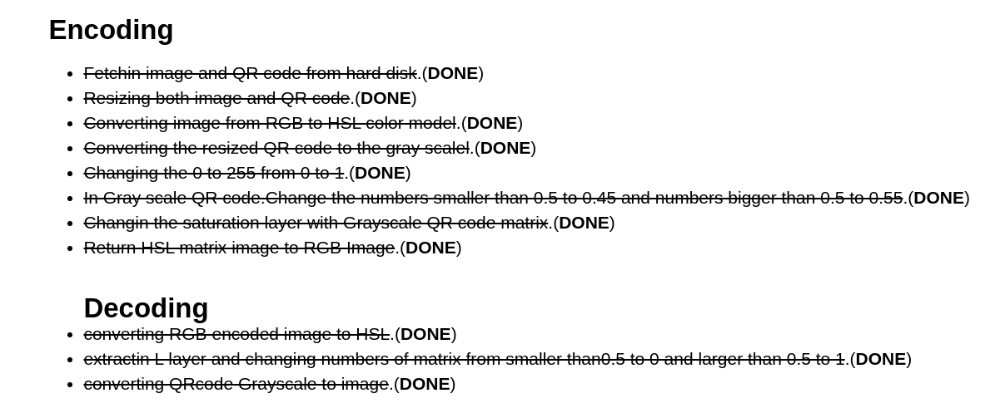 Encoding
Fetchin image and QR code from hard disk.(DONE)
Resizing both image and QR code.(DONE)
Converting image from RGB to HSL color model.(DONE)
Converting the resized QR code to the gray scalel.(DONE)
Changing the 0 to 255 from 0 to 1.(DONE)
In Gray scale QR code.Change the numbers smaller than 0.5 to 0.45 and numbers bigger than 0.5 to 0.55.(DONE)
Changin the saturation layer with Grayscale QR code matrix.(DONE)
Return HSL matrix image to RGB Image.(DONE)
Decoding
converting RGB encoded image to HSL.(DONE)
extractin L layer and changing numbers of matrix from smaller than0.5 to 0 and larger than 0.5 to 1.(DONE)
converting QRcode Grayscale to image.(DONE)